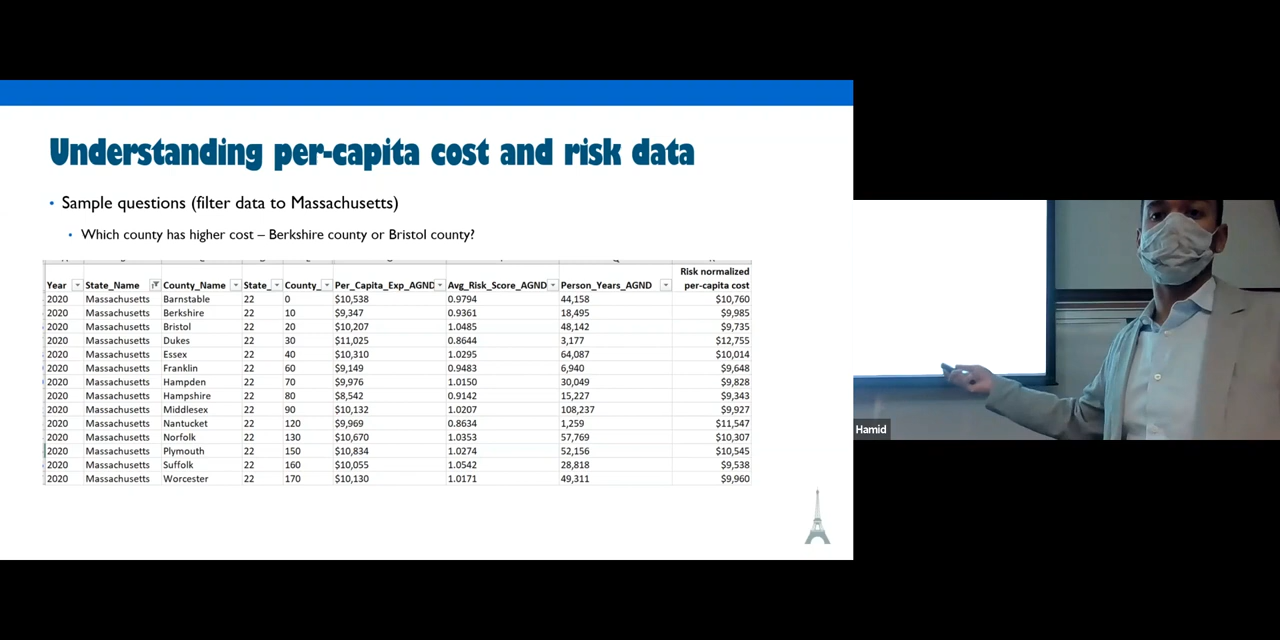 Understanding per-capita cost and risk data
• Sample questions (filter data to Massachusetts)
• Which county has higher cost – Berkshire county or Bristol county?
Risk normalized
Year State_Name County_Name State_ County_ Per_Capita_Exp_AGND Avg_Risk_Score_AGND Person_Years_AGND per-capita cost
2020 Massachusetts Barnstable 22 0 $10,538 0.9794 44,158 $10,760
2020 Massachusetts Berkshire 22 10 $9,347 0.9361 18,495 $9,985
2020 Massachusetts Bristol 22 20 $10,207 1.0485 48,142 $9,735
2020 Massachusetts Dukes 22 30 $11,025 0.8644 3,177 $12,755
2020 Massachusetts Essex 22 40 $10,310 1.0295 64,087 $10,014
2020 Massachusetts Franklin 22 60 $9,149 0.9483 6,940 $9,648
2020 Massachusetts Hampden 22 70 $9,976 1.0150 30,049 $9,828
2020 Massachusetts Hampshire 22 80 $8,542 0.9142 15,227 $9,343
2020 Massachusetts Middlesex 22 90 $10,132 1.0207 108,237 $9,927
2020 Massachusetts Nantucket 22 120 $9,969 0.8634 1,259 $11,547
2020 Massachusetts Norfolk 22 130 $10,670 1.0353 57,769 $10,307
2020 Massachusetts Plymouth 22 150 $10,834 1.0274 52,156 $10,545
2020 Massachusetts Suffolk 22 160 $10,055 1.0542 28,818 $9,538
2020 Massachusetts Worcester 22 170 $10,130 1.0171 49,311 $9,960
Hamid